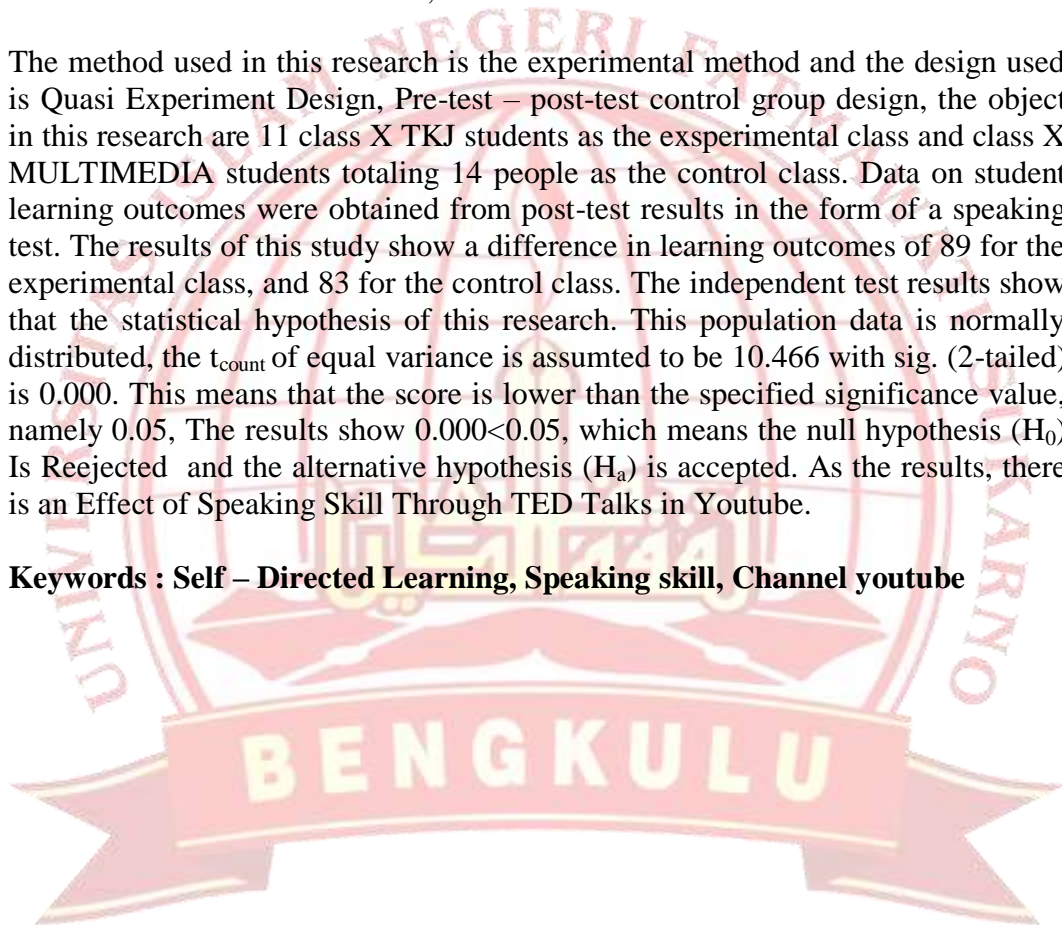 The method used in this research is the experimental method and the design used
is Quasi Experiment Design, Pre-test – post-test control group design, the object
in this research are 11 class X TKJ students as the exsperimental class and class X
MULTIMEDIA students totaling 14 people as the control class. Data on student
learning outcomes were obtained from post-test results in the form of a speaking
test. The results of this study show a difference in learning outcomes of 89 for the
experimental class, and 83 for the control class. The independent test results show
that the statistical hypothesis of this research. This population data is normally
distributed, the tcount of equal variance is assumted to be 10.466 with sig. (2-tailed)
is 0.000. This means that the score is lower than the specified significance value,
namely 0.05, The results show 0.000<0.05, which means the null hypothesis (H0)
Is Reejected and the alternative hypothesis (Ha) is accepted. As the results, there
is an Effect of Speaking Skill Through TED Talks in Youtube.
Keywords : Self – Directed Learning, Speaking skill, Channel youtube
UNIVERSITAS ISLAM NEGERI FATMAWATI SUKARNO
BENGKULU